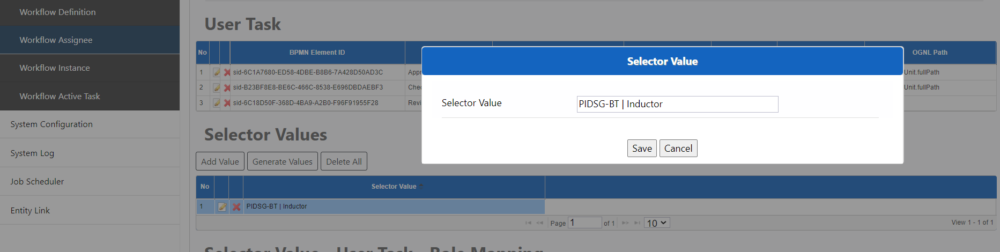 Workflow Definition
Workflow Assignee
Workflow Instance
Workflow Active Task
System Configuration
System Log
Job Scheduler
Entity Link
User Task
No BPMN Element ID OGNL Path
1 sid-6C1A7680-ED58-4DBE-B8B6-7A428D50AD3C Appr Unit.fullPath
2 sid-B23BF8E8-BE6C-466C-8538-E696DBDAEBF3 Chec Unit.fullPath
3 sid-6C18D50F-368D-4BA9-A2B0-F96F91955F28 Revi
Selector Value
Selector Value PIDSG-BT | Inductor
Save Cancel
Selector Values
Add Value Generate Values Delete All
No Selector Value
1 PIDSG-BT | Inductor
Page 1 of 1 10 View 1 - 1 of 1
Selector Value - User Task - Role Mapping